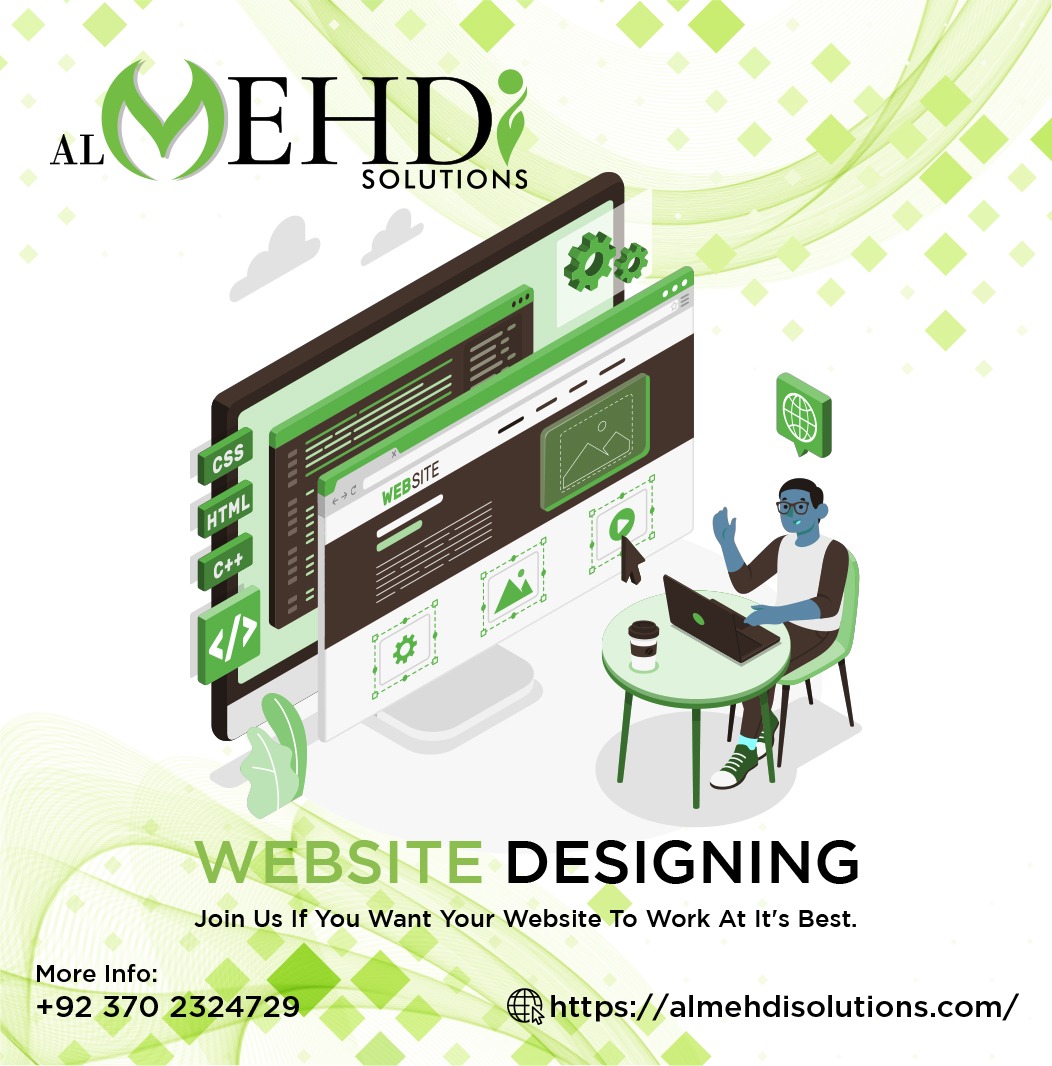 AL MEHDi
SOLUTIONS
CSS
HTML
C++
</>
X
WEBSITE
WEBSITE DESIGNING
Join Us If You Want Your Website To Work At It's Best.
More Info:
+92 370 2324729
https://almehdisolutions.com/